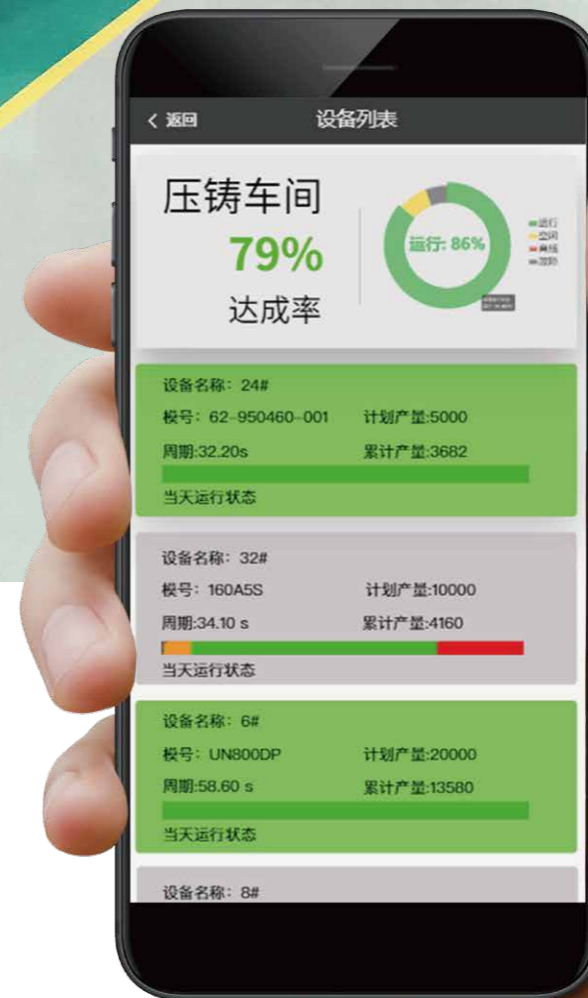 返回 设备列表
压铸车间
79%
达成率
运行: 86%
运行
空闲
离线
故障
设备名称：24#
模号：62-950460-001 计划产量:5000
周期:32.20s 累计产量:3682
当天运行状态
设备名称：32#
模号：160A5S 计划产量:10000
周期:34.10 s 累计产量:4160
当天运行状态
设备名称：6#
模号：UN800DP 计划产量:20000
周期:58.60 s 累计产量:13580
当天运行状态
设备名称：8#